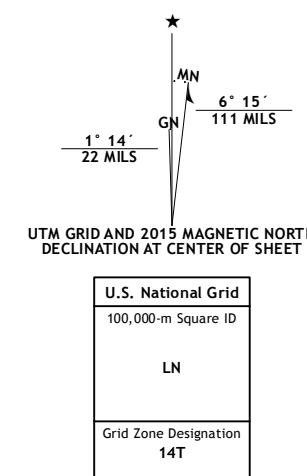 ★
MN
GN
6° 15´
111 MILS
1° 14´
22 MILS
UTM GRID AND 2015 MAGNETIC NORTH
DECLINATION AT CENTER OF SHEET
U.S. National Grid
100,000-m Square ID
LN
Grid Zone Designation
14T